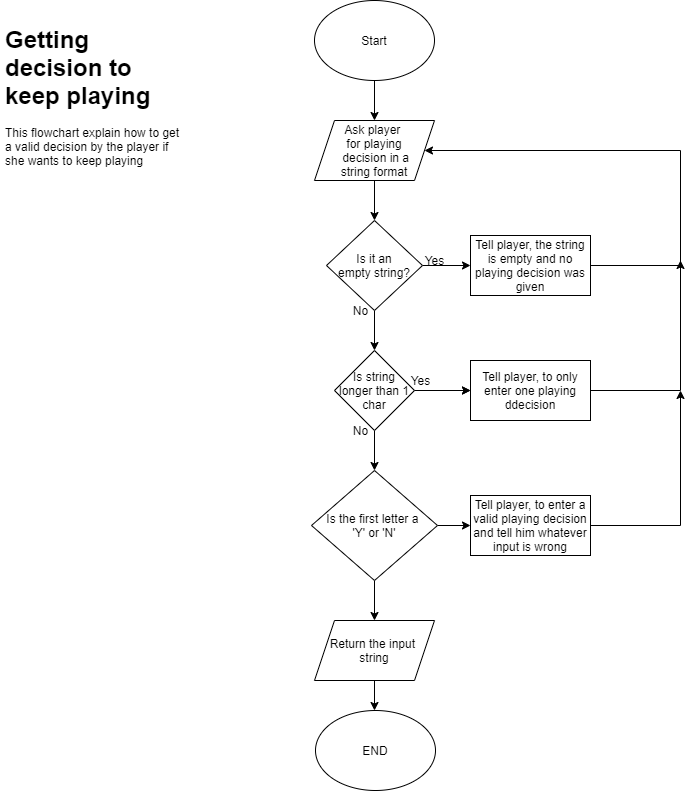 Getting
decision to
keep playing
This flowchart explain how to get
a valid decision by the player if
she wants to keep playing
Start
Ask player
for playing
decision in a
string format
Is it an
empty string?
Yes
Tell player, the string
is empty and no
playing decision was
given
No
Is string
longer than 1
char
Yes
Tell player, to only
enter one playing
ddecision
No
Is the first letter a
'Y' or 'N'
Tell player, to enter a
valid playing decision
and tell him whatever
input is wrong
Return the input
string
END